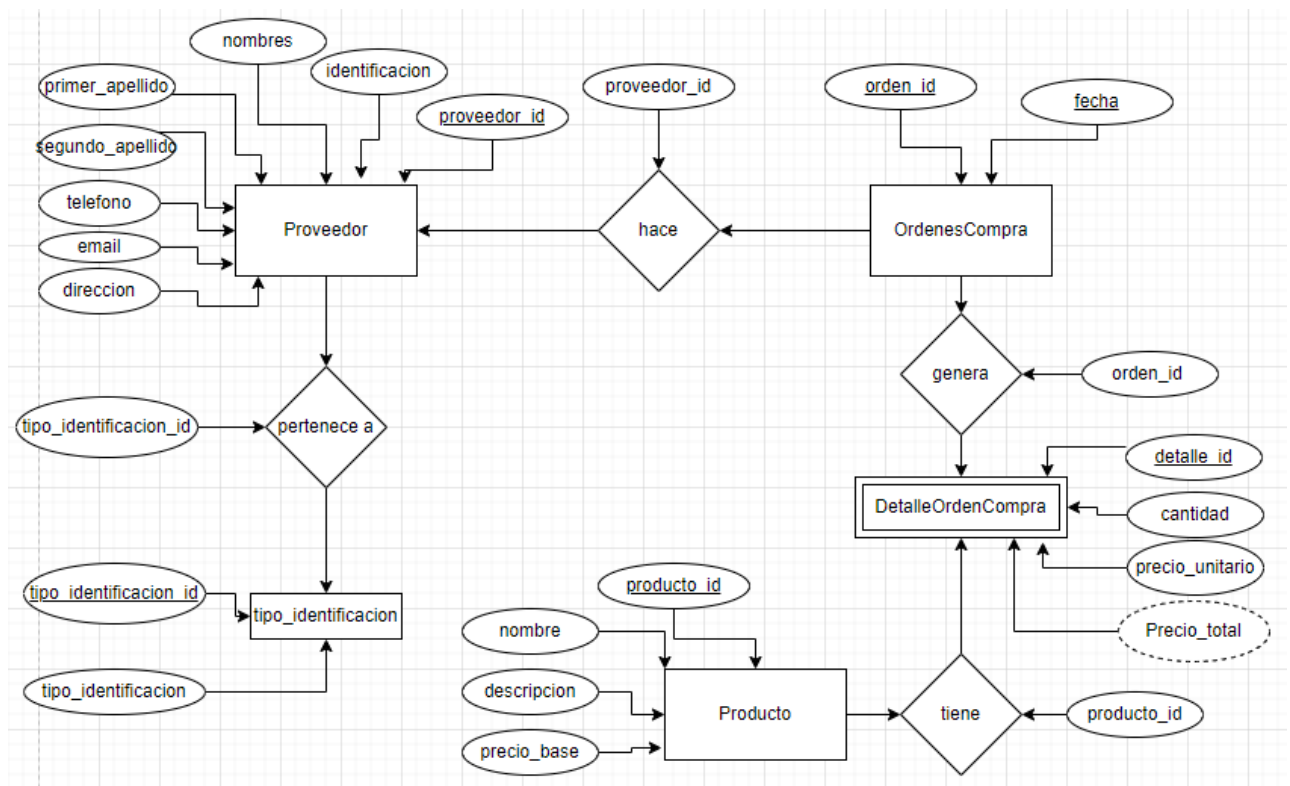 nombres
identificacion
primer_apellido
proveedor_id
segundo_apellido
telefono
email
direccion
Proveedor
proveedor_id
hace
orden_id
fecha
OrdenesCompra
tipo_identificacion_id
pertenece a
genera
orden_id
detalle_id
DetalleOrdenCompra
cantidad
precio_unitario
Precio_total
tipo_identificacion_id
tipo_identificacion
tipo_identificacion
producto_id
nombre
descripcion
precio_base
Producto
tiene
producto_id